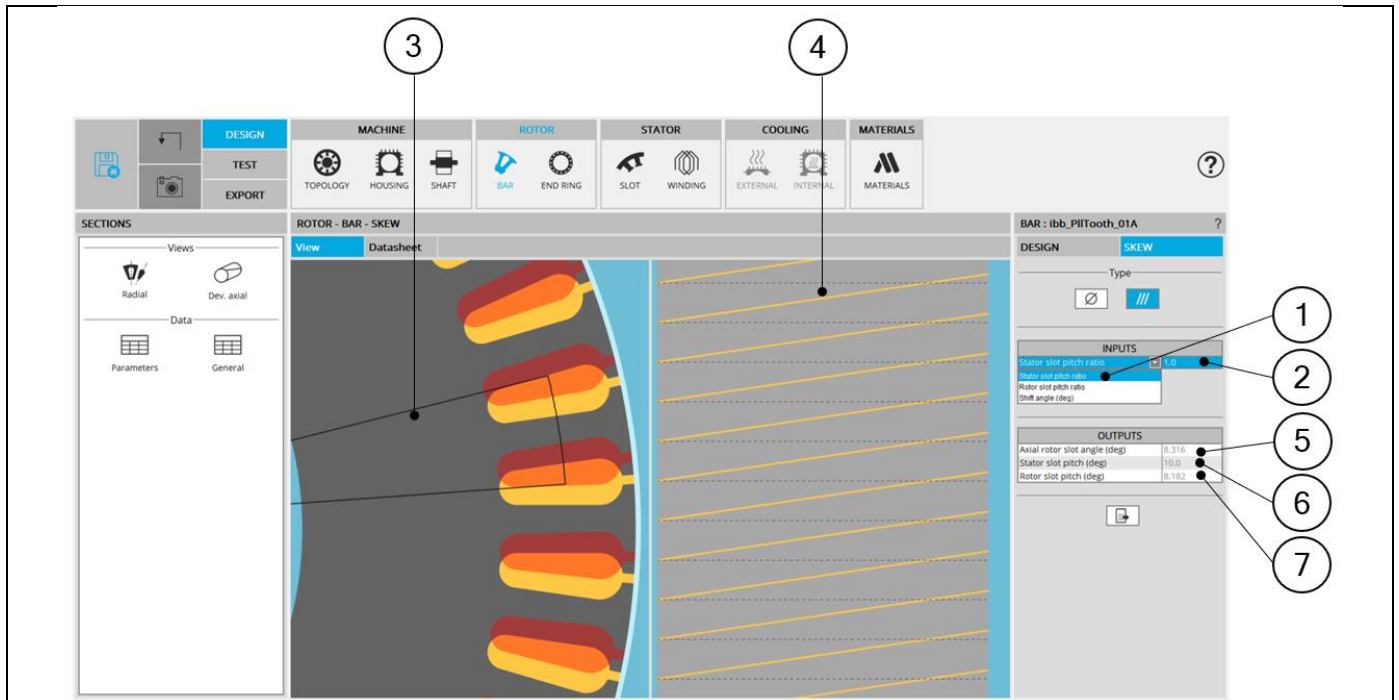 3
4
DESIGN
TEST
EXPORT
MACHINE
TOPOLOGY
HOUSING
SHAFT
ROTOR
BAR
END RING
STATOR
SLOT
WINDING
COOLING
EXTERNAL
INTERNAL
MATERIALS
MATERIALS
?
SECTIONS
Views
Radial
Dev. axial
Data
Parameters
General
ROTOR - BAR - SKEW
View
Datasheet
BAR : ibb_PllTooth_01A
?
DESIGN
SKEW
Type
INPUTS
Stator slot pitch ratio 1.0
Stator slot pitch ratio
Rotor slot pitch ratio
Shift angle (deg)
OUTPUTS
Axial rotor slot angle (deg) 8.316
Stator slot pitch (deg) 10.0
Rotor slot pitch (deg) 8.182
1
2
5
6
7